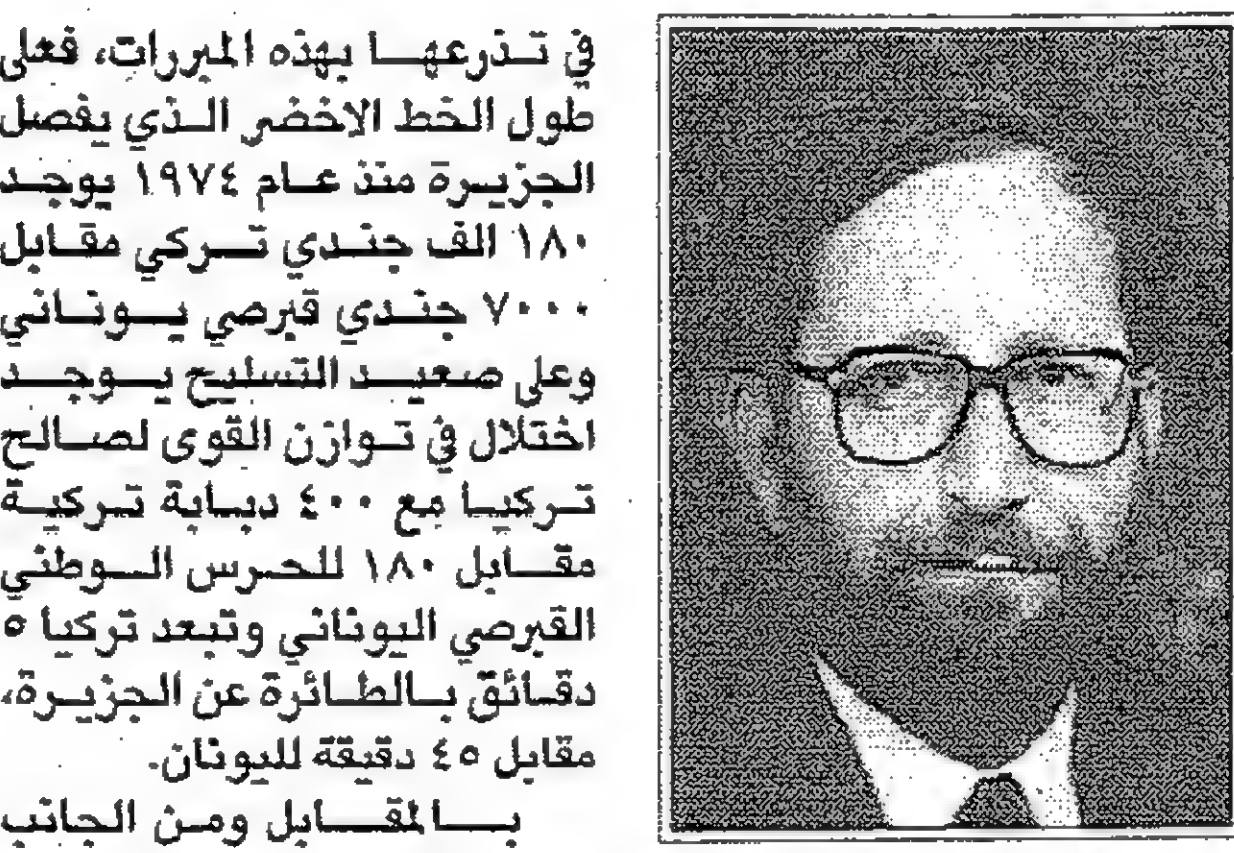 في تذرعها بهذه المبررات، فعلى
طول الخط الاخضر الذي يفصل
الجزيرة منذ عام ١٩٧٤ يوجد
١٨٠ الف جندي تركي مقابل
٧٠٠٠ جندي قبرصي يوناني
وعلى صعيد التسليح يوجد
اختلال في توازن القوى لصالح
تركيا مع ٤٠٠ دبابة تركية
مقابل ١٨٠ للحرس الوطني
القبرصي اليوناني وتبعد تركيا ٥
دقائق بالطائرة عن الجزيرة،
مقابل ٤٥ دقيقة لليونان.
بالمقابل ومن الجانب